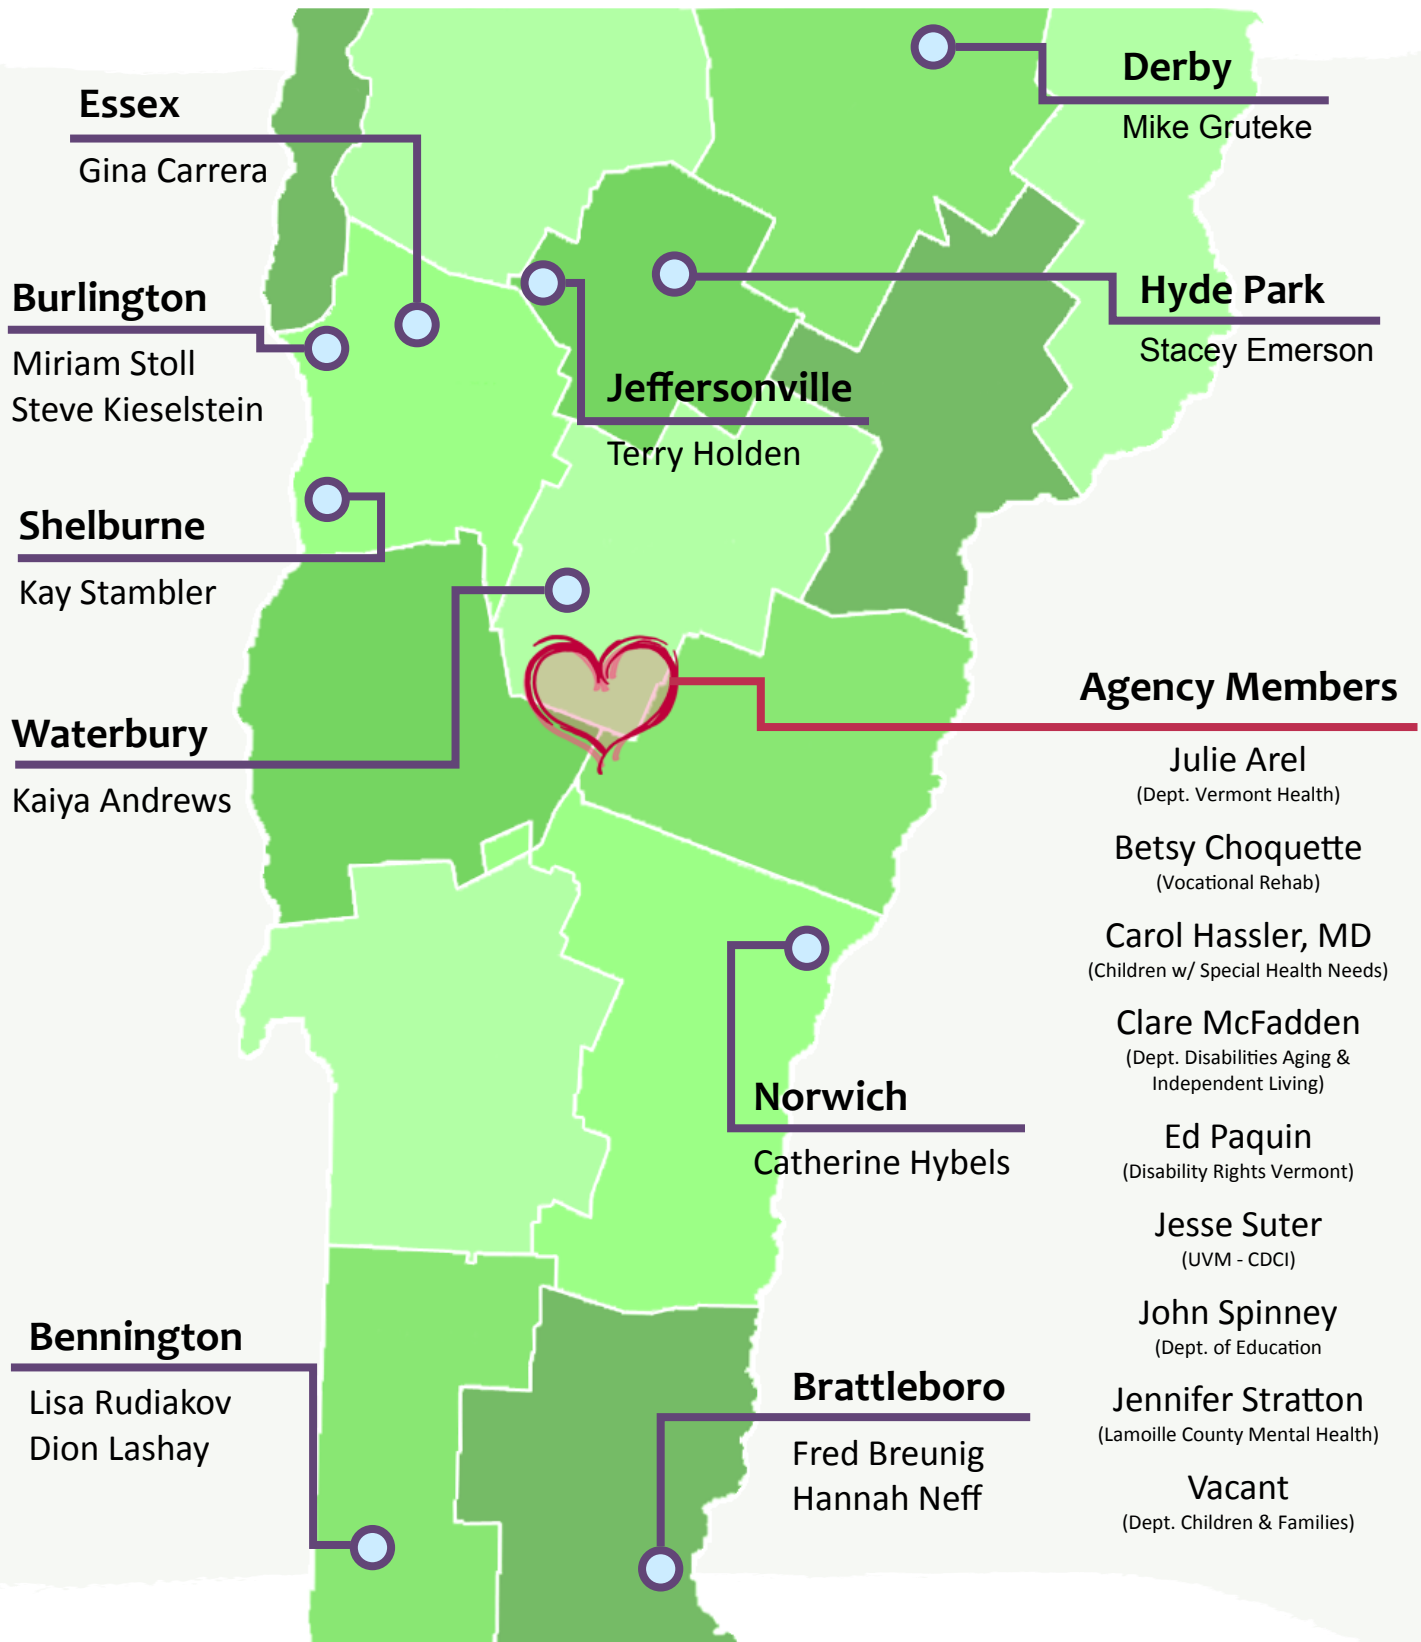 Derby
Mike Gruteke
Essex
Gina Carrera
Hyde Park
Stacey Emerson
Burlington
Miriam Stoll
Steve Kieselstein
Jeffersonville
Terry Holden
Shelburne
Kay Stambler
Waterbury
Kaiya Andrews
Agency Members
Julie Arel
(Dept. Vermont Health)
Betsy Choquette
(Vocational Rehab)
Carol Hassler, MD
(Children w/ Special Health Needs)
Clare McFadden
(Dept. Disabilities Aging &
Independent Living)
Ed Paquin
(Disability Rights Vermont)
Jesse Suter
(UVM - CDCI)
John Spinney
(Dept. of Education
Jennifer Stratton
(Lamoille County Mental Health)
Vacant
(Dept. Children & Families)
Norwich
Catherine Hybels
Bennington
Lisa Rudiakov
Dion Lashay
Brattleboro
Fred Breunig
Hannah Neff